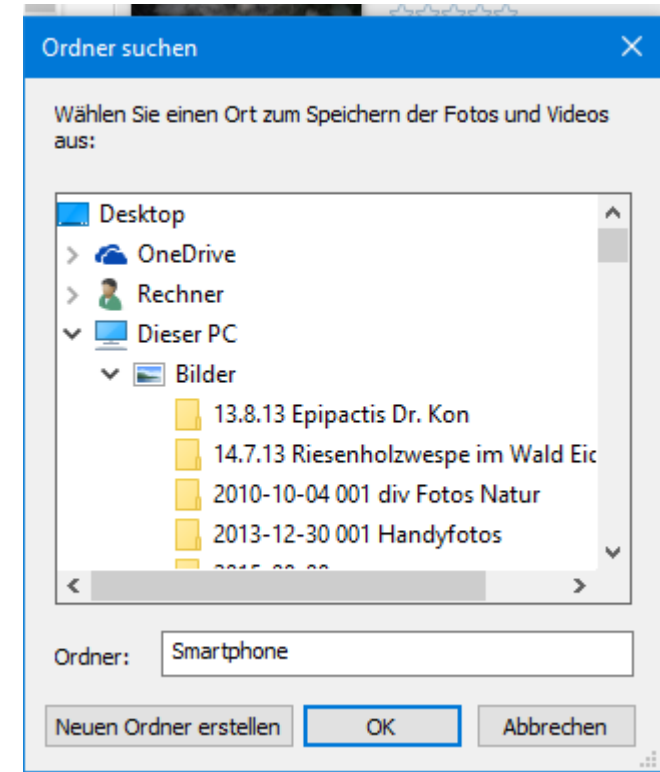 Ordner suchen
Wählen Sie einen Ort zum Speichern der Fotos und Videos
aus:
Desktop
OneDrive
Rechner
Dieser PC
Bilder
13.8.13 Epipactis Dr. Kon
14.7.13 Riesenholzwespe im Wald Eic
2010-10-04 001 div Fotos Natur
2013-12-30 001 Handyfotos
Ordner:
Smartphone
Neuen Ordner erstellen
OK
Abbrechen